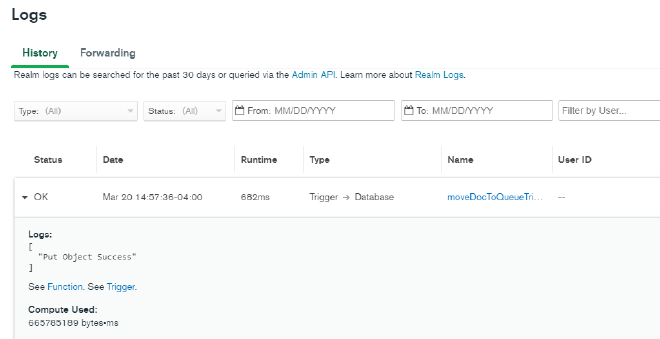 Logs
History Forwarding
Realm logs can be searched for the past 30 days or queried via the Admin API. Learn more about Realm Logs.
Type: (All) Status: (All) From: MM/DD/YYYY To: MM/DD/YYYY Filter by User...
Status Date Runtime Type Name User ID
OK Mar 20 14:57:36-04:00 682ms Trigger → Database moveDocToQueueTri... --
Logs:
[
"Put Object Success"
]
See Function. See Trigger.
Compute Used:
665785189 bytes•ms